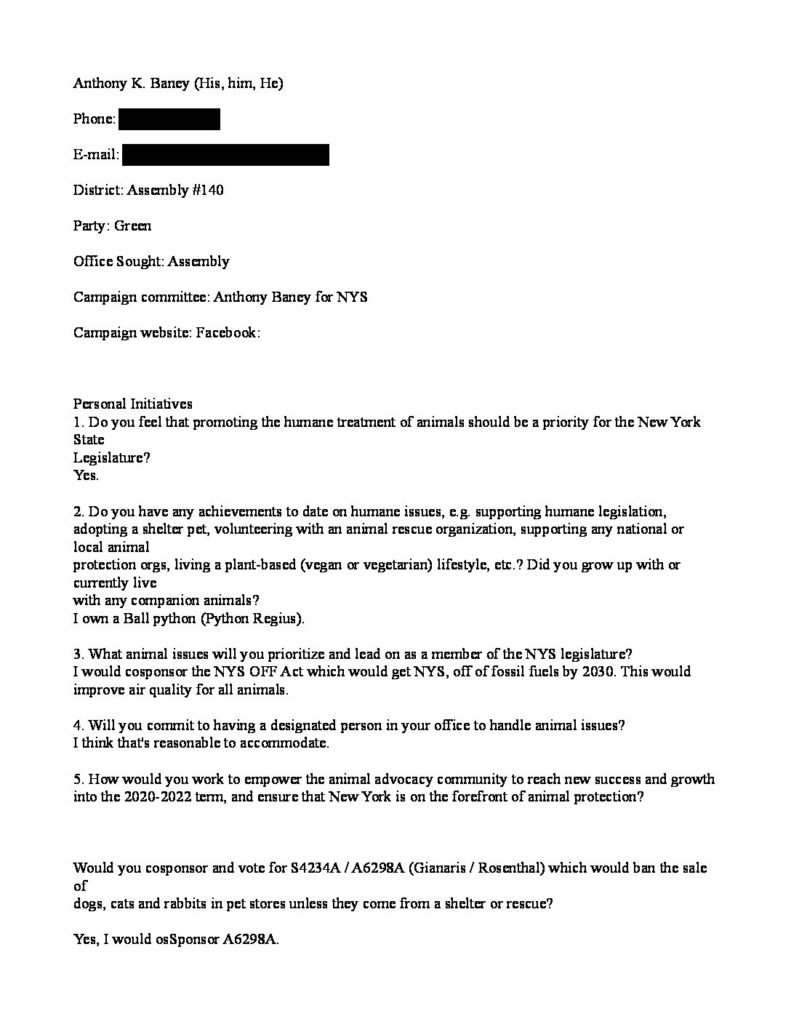 Anthony K. Baney (His, him, He)
Phone:
E-mail:
District: Assembly #140
Party: Green
Office Sought: Assembly
Campaign committee: Anthony Baney for NYS
Campaign website: Facebook:
Personal Initiatives
1. Do you feel that promoting the humane treatment of animals should be a priority for the New York
State
Legislature?
Yes.
2. Do you have any achievements to date on humane issues, e.g. supporting humane legislation,
adopting a shelter pet, volunteering with an animal rescue organization, supporting any national or
local animal
protection orgs, living a plant-based (vegan or vegetarian) lifestyle, etc.? Did you grow up with or
currently live
with any companion animals?
I own a Ball python (Python Regius).
3. What animal issues will you prioritize and lead on as a member of the NYS legislature?
I would cosponsor the NYS OFF Act which would get NYS, off of fossil fuels by 2030. This would
improve air quality for all animals.
4. Will you commit to having a designated person in your office to handle animal issues?
I think that's reasonable to accommodate.
5. How would you work to empower the animal advocacy community to reach new success and growth
into the 2020-2022 term, and ensure that New York is on the forefront of animal protection?
Would you cosponsor and vote for S4234A / A6298A (Gianaris / Rosenthal) which would ban the sale
of
dogs, cats and rabbits in pet stores unless they come from a shelter or rescue?
Yes, I would osSponsor A6298A.